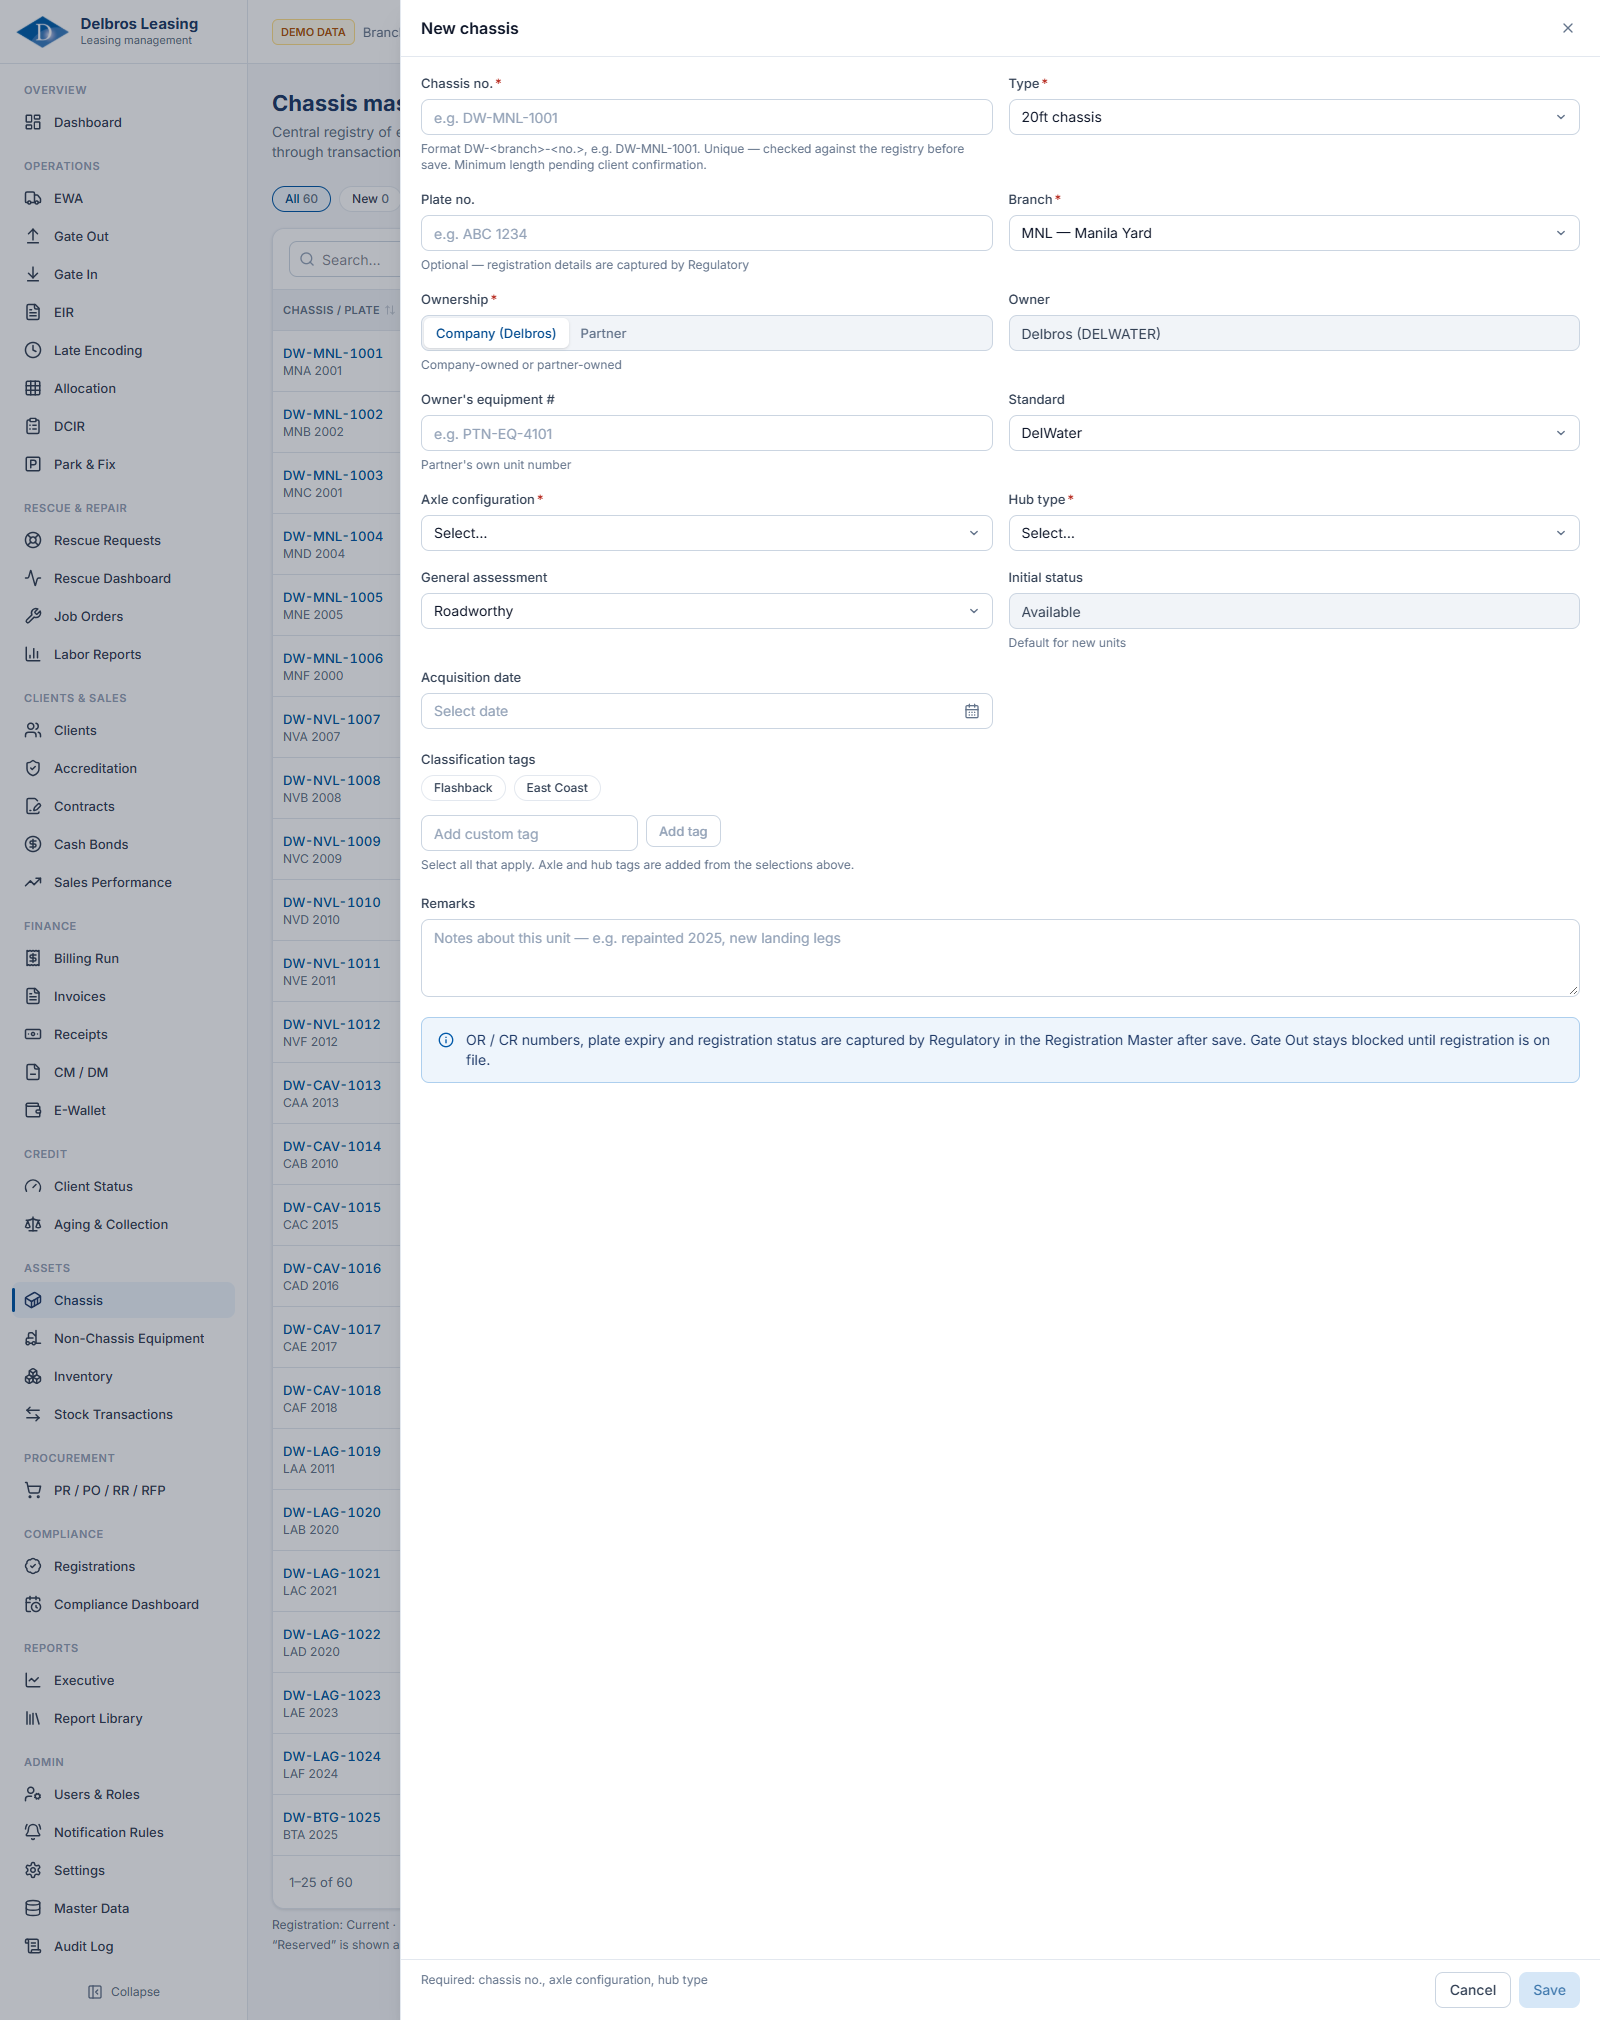 Delbros Leasing
Leasing management
OVERVIEW
Dashboard
OPERATIONS
EWA
Gate Out
Gate In
EIR
Late Encoding
Allocation
DCIR
Park & Fix
RESCUE & REPAIR
Rescue Requests
Rescue Dashboard
Job Orders
Labor Reports
CLIENTS & SALES
Clients
Accreditation
Contracts
Cash Bonds
Sales Performance
FINANCE
Billing Run
Invoices
Receipts
CM / DM
E-Wallet
CREDIT
Client Status
Aging & Collection
ASSETS
Chassis
Non-Chassis Equipment
Inventory
Stock Transactions
PROCUREMENT
PR / PO / RR / RFP
COMPLIANCE
Registrations
Compliance Dashboard
REPORTS
Executive
Report Library
ADMIN
Users & Roles
Notification Rules
Settings
Master Data
Audit Log
Collapse
DEMO DATA
Chassis
Central registry of
through transaction
All 60
New 0
Search...
CHASSIS / PLATE
DW-MNL-1001
MNA 2001
DW-MNL-1002
MNB 2002
DW-MNL-1003
MNC 2001
DW-MNL-1004
MND 2004
DW-MNL-1005
MNE 2005
DW-MNL-1006
MNF 2000
DW-NVL-1007
NVA 2007
DW-NVL-1008
NVB 2008
DW-NVL-1009
NVC 2009
DW-NVL-1010
NVD 2010
DW-NVL-1011
NVE 2011
DW-NVL-1012
NVF 2012
DW-CAV-1013
CAA 2013
DW-CAV-1014
CAB 2010
DW-CAV-1015
CAC 2015
DW-CAV-1016
CAD 2016
DW-CAV-1017
CAE 2017
DW-CAV-1018
CAF 2018
DW-LAG-1019
LAA 2011
DW-LAG-1020
LAB 2020
DW-LAG-1021
LAC 2021
DW-LAG-1022
LAD 2020
DW-LAG-1023
LAE 2023
DW-LAG-1024
LAF 2024
DW-BTG-1025
BTA 2025
1–25 of 60
Registration: Current ·
“Reserved” is shown
New chassis
Chassis no. *
e.g. DW-MNL-1001
Format DW-<branch>-<no.>, e.g. DW-MNL-1001. Unique — checked against the registry before
save. Minimum length pending client confirmation.
Type *
20ft chassis
Plate no.
e.g. ABC 1234
Optional — registration details are captured by Regulatory
Branch *
MNL — Manila Yard
Ownership *
Company (Delbros)
Partner
Company-owned or partner-owned
Owner
Delbros (DELWATER)
Owner's equipment #
e.g. PTN-EQ-4101
Partner's own unit number
Standard
DelWater
Axle configuration *
Select...
Hub type *
Select...
General assessment
Roadworthy
Initial status
Available
Default for new units
Acquisition date
Select date
Classification tags
Flashback
East Coast
Add custom tag
Add tag
Select all that apply. Axle and hub tags are added from the selections above.
Remarks
Notes about this unit — e.g. repainted 2025, new landing legs
OR / CR numbers, plate expiry and registration status are captured by Regulatory in the Registration Master after save. Gate Out stays blocked until registration is on
file.
Required: chassis no., axle configuration, hub type
Cancel
Save